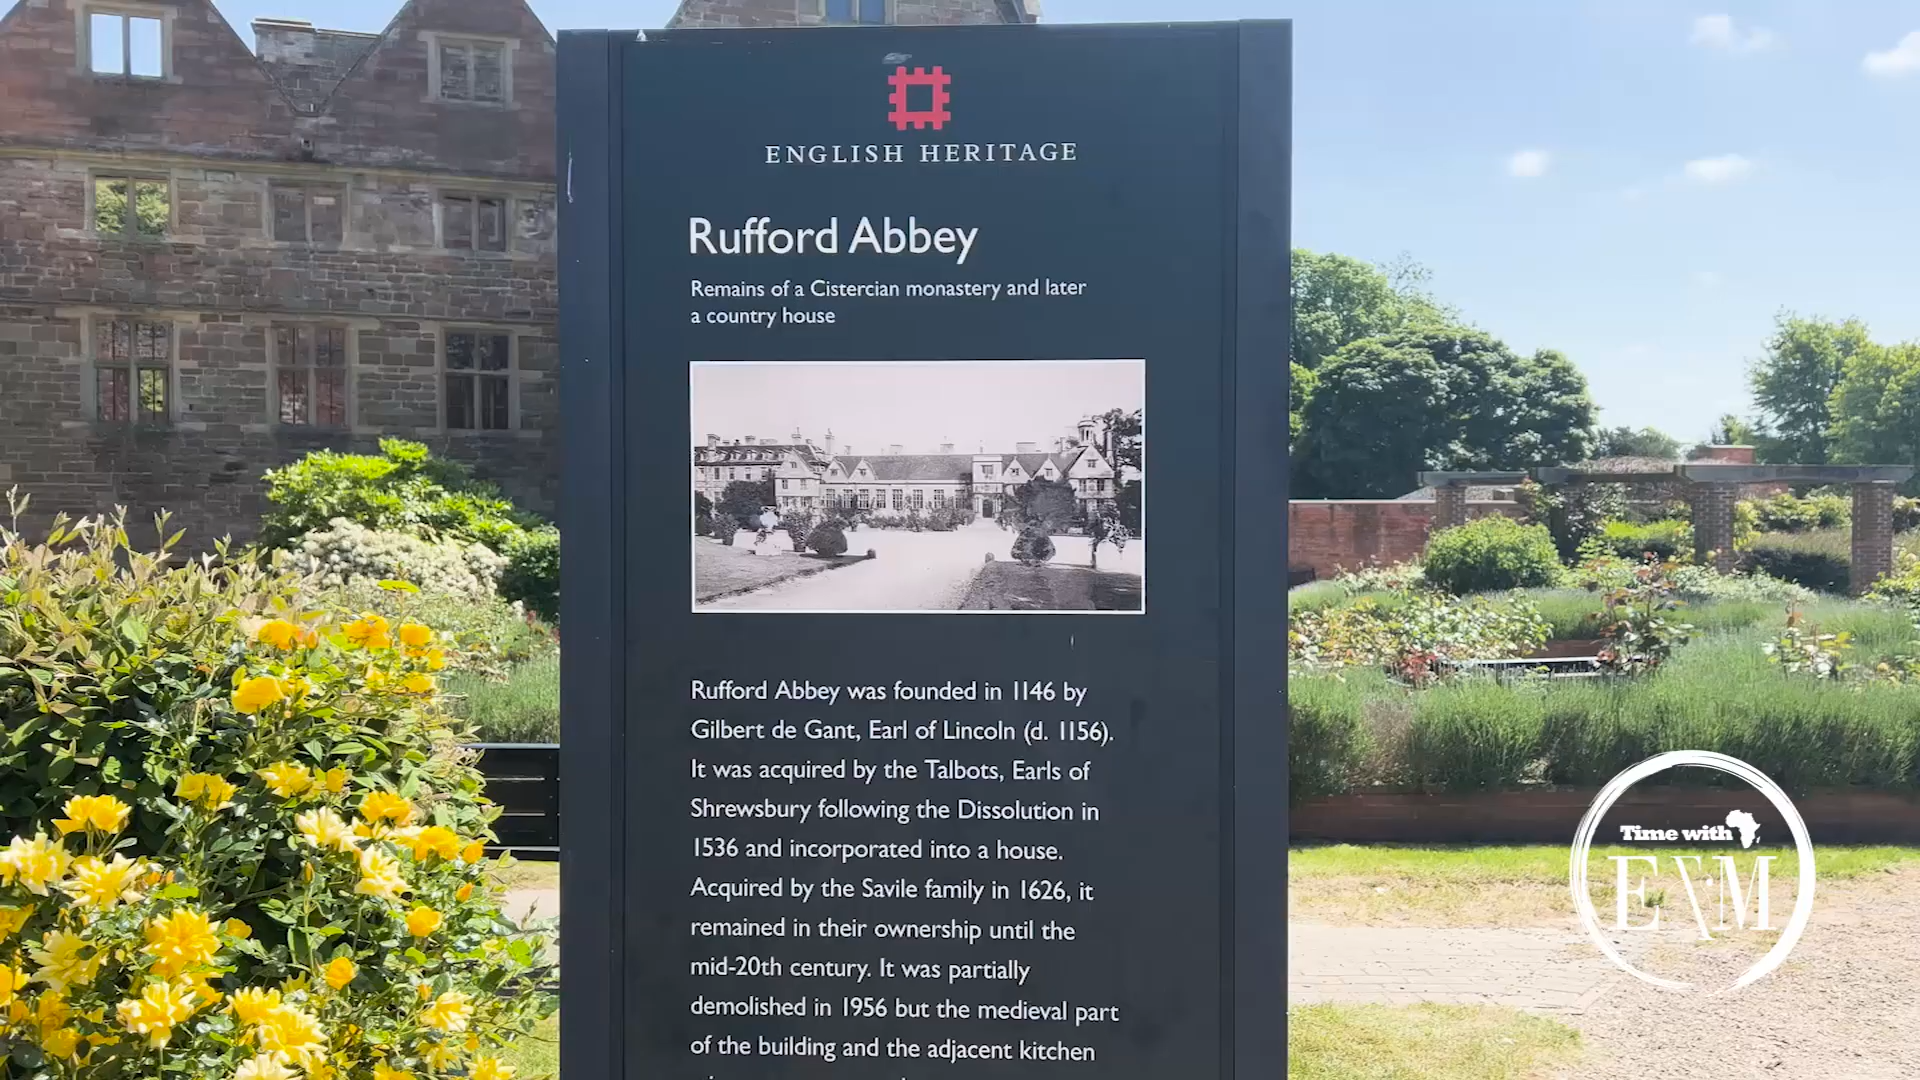 ENGLISH HERITAGE
Rufford Abbey
Remains of a Cistercian monastery and later
a country house
Rufford Abbey was founded in 1146 by
Gilbert de Gant, Earl of Lincoln (d. 1156).
It was acquired by the Talbots, Earls of
Shrewsbury following the Dissolution in
1536 and incorporated into a house.
Acquired by the Savile family in 1626, it
remained in their ownership until the
mid-20th century. It was partially
demolished in 1956 but the medieval part
of the building and the adjacent kitchen
Time with
E&M